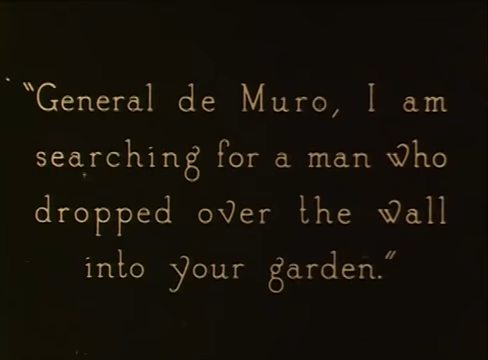 "General de Muro, I am
searching for a man who
dropped over the wall
into your garden."